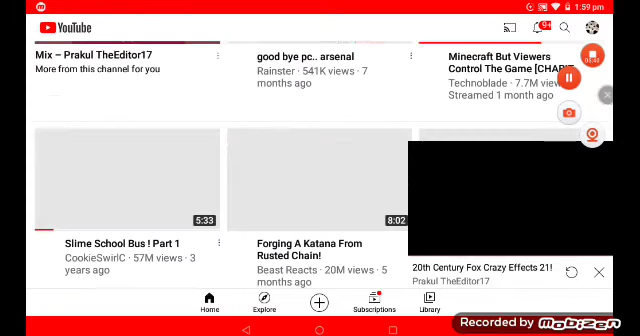 1:59 pm
YouTube
9+
Mix – Prakul TheEditor17
More from this channel for you
good bye pc.. arsenal
Rainster - 541K views - 7
months ago
Minecraft But Viewers
Control The Game
Technoblade - 7.7M
Streamed 1 month ago
5:33
8:02
Slime School Bus ! Part 1
CookieSwirlC - 57M views - 3
years ago
Forging A Katana From
Rusted Chain!
Beast Reacts - 20M views - 5
months ago
20th Century Fox Crazy Effects 21!
Prakul TheEditor17
Home
Explore
Subscriptions
Library
Recorded by
Mobizen